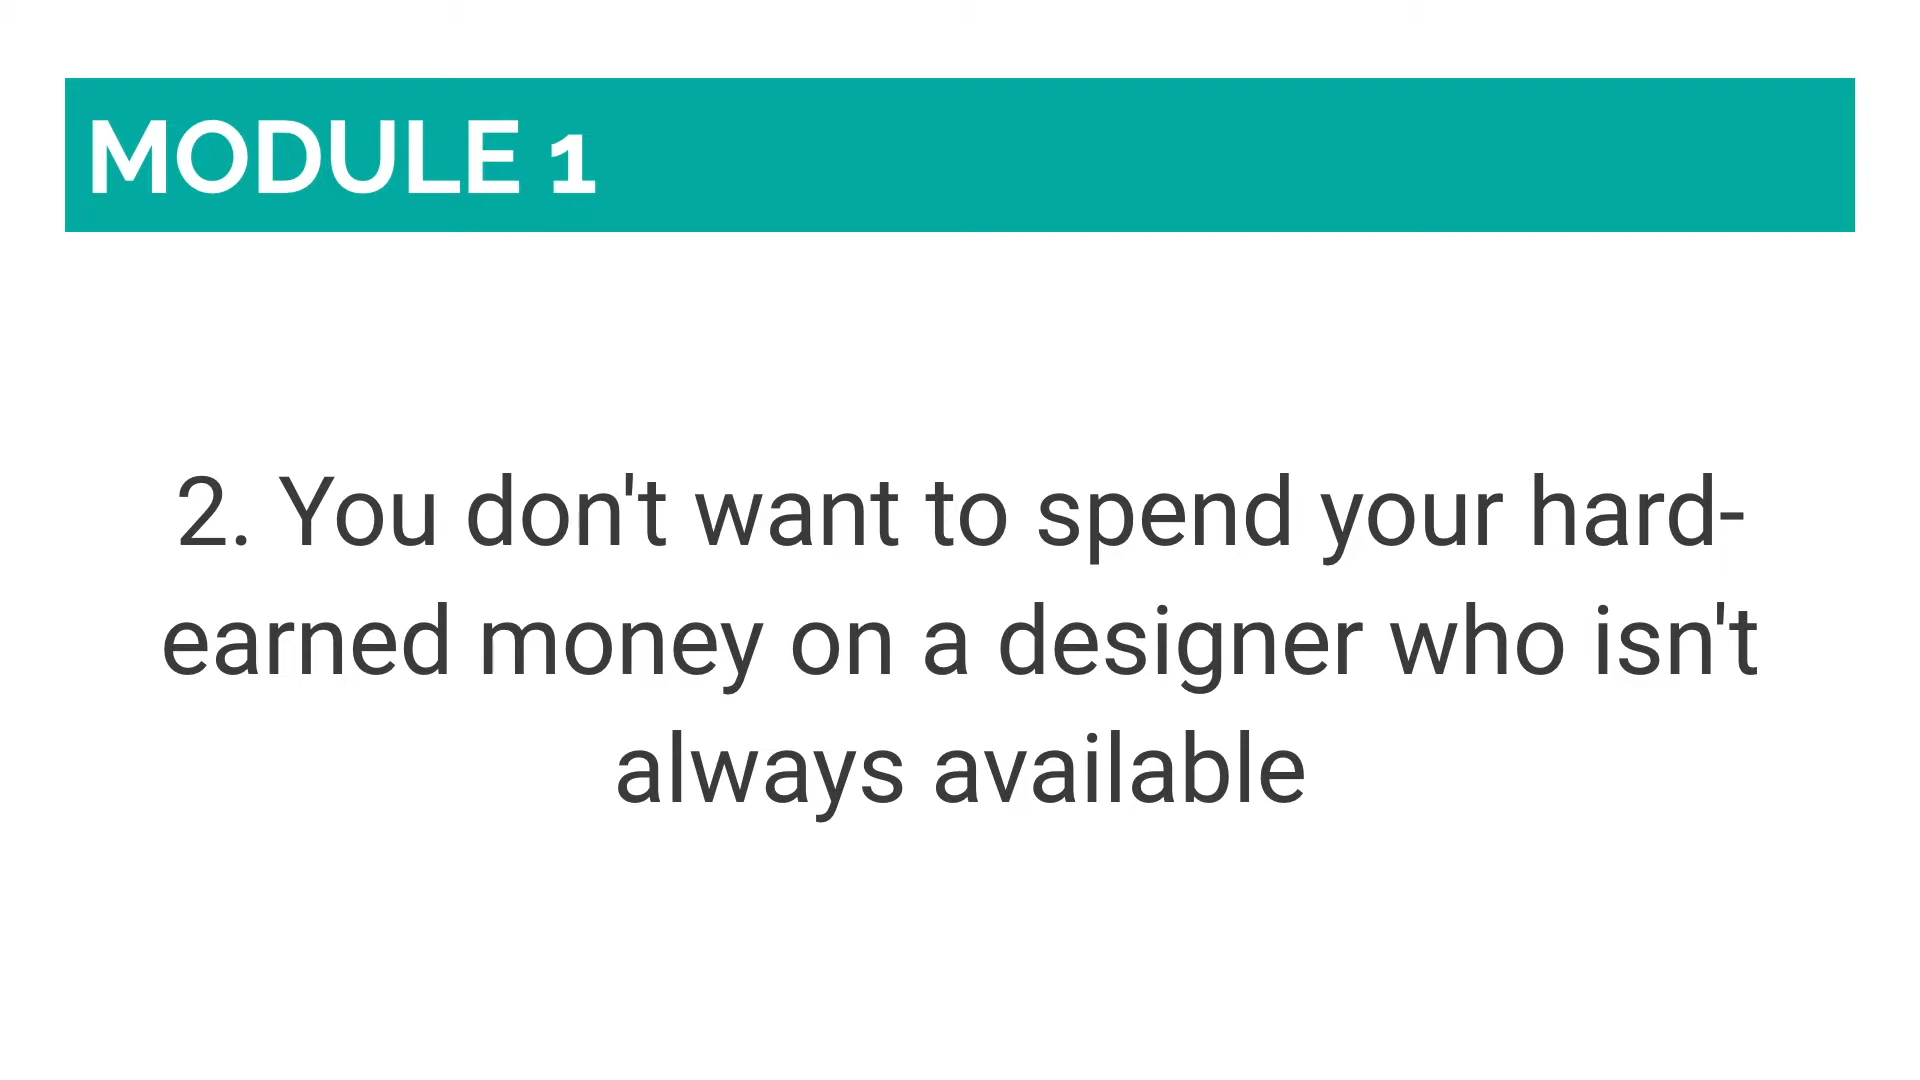 MODULE 1
2. You don't want to spend your hard-
earned money on a designer who isn't
always available